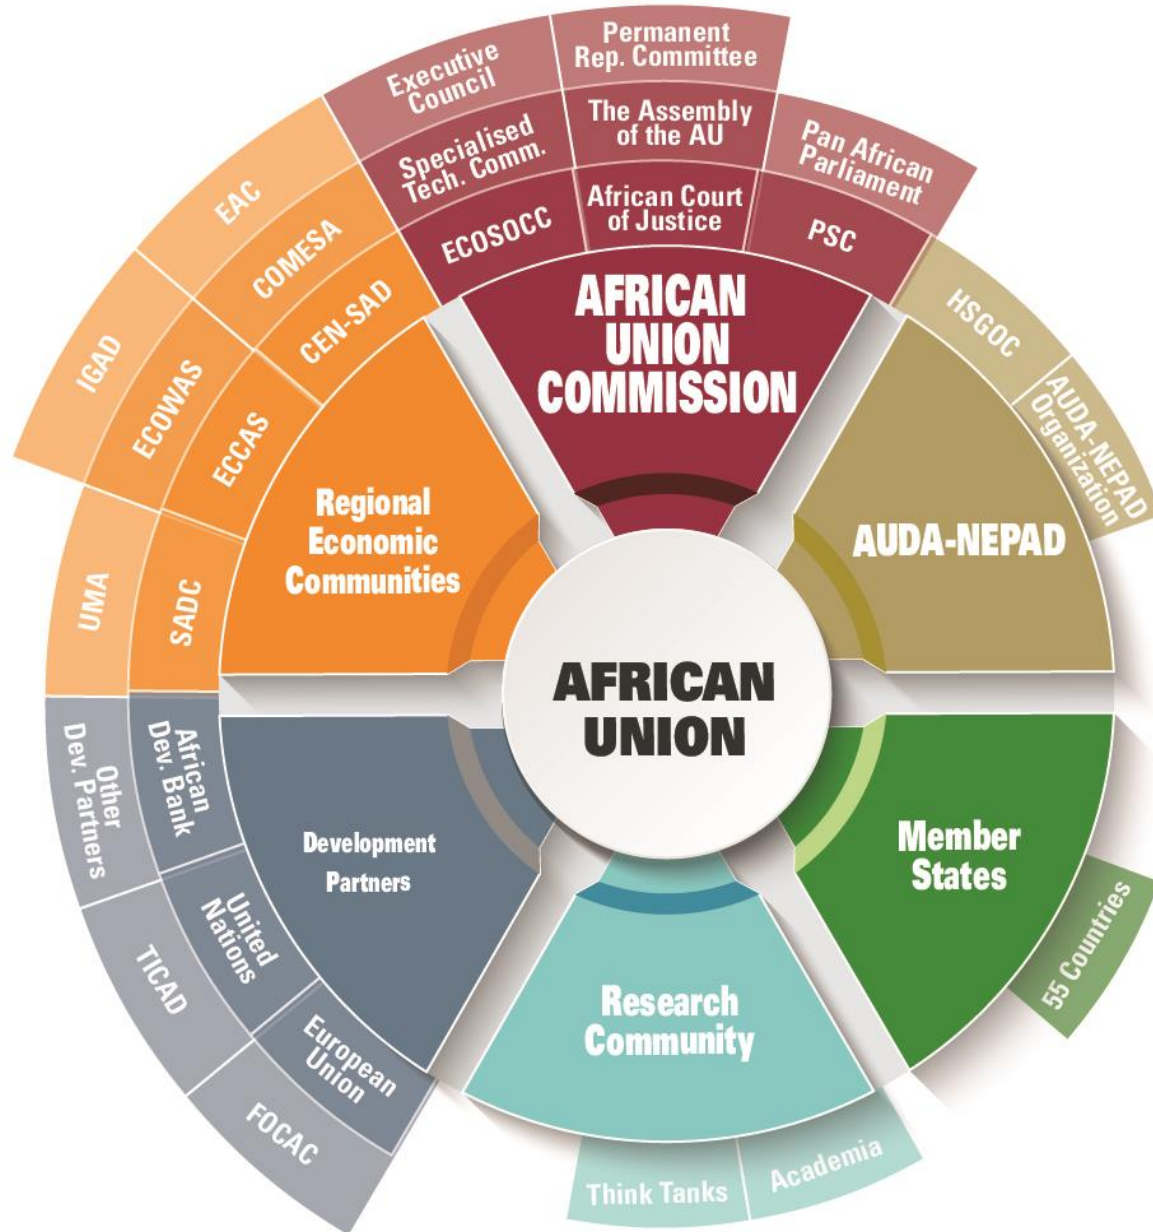 Executive
Council
Permanent
Rep. Committee
Specialised
Tech. Comm.
The Assembly
of the AU
Pan African
Parliament
ECOSOCC
African Court
of Justice
PSC
AFRICAN
UNION
COMMISSION
HSGOC
AUDA-NEPAD
Organization
AUDA-NEPAD
EAC
COMESA
CEN-SAD
IGAD
ECOWAS
ECCAS
UMA
SADC
Regional
Economic
Communities
AFRICAN
UNION
Other
Dev. Partners
African
Dev. Bank
TICAD
United
Nations
FOCAC
European
Union
Development
Partners
Research
Community
Think Tanks
Academia
Member
States
55 Countries